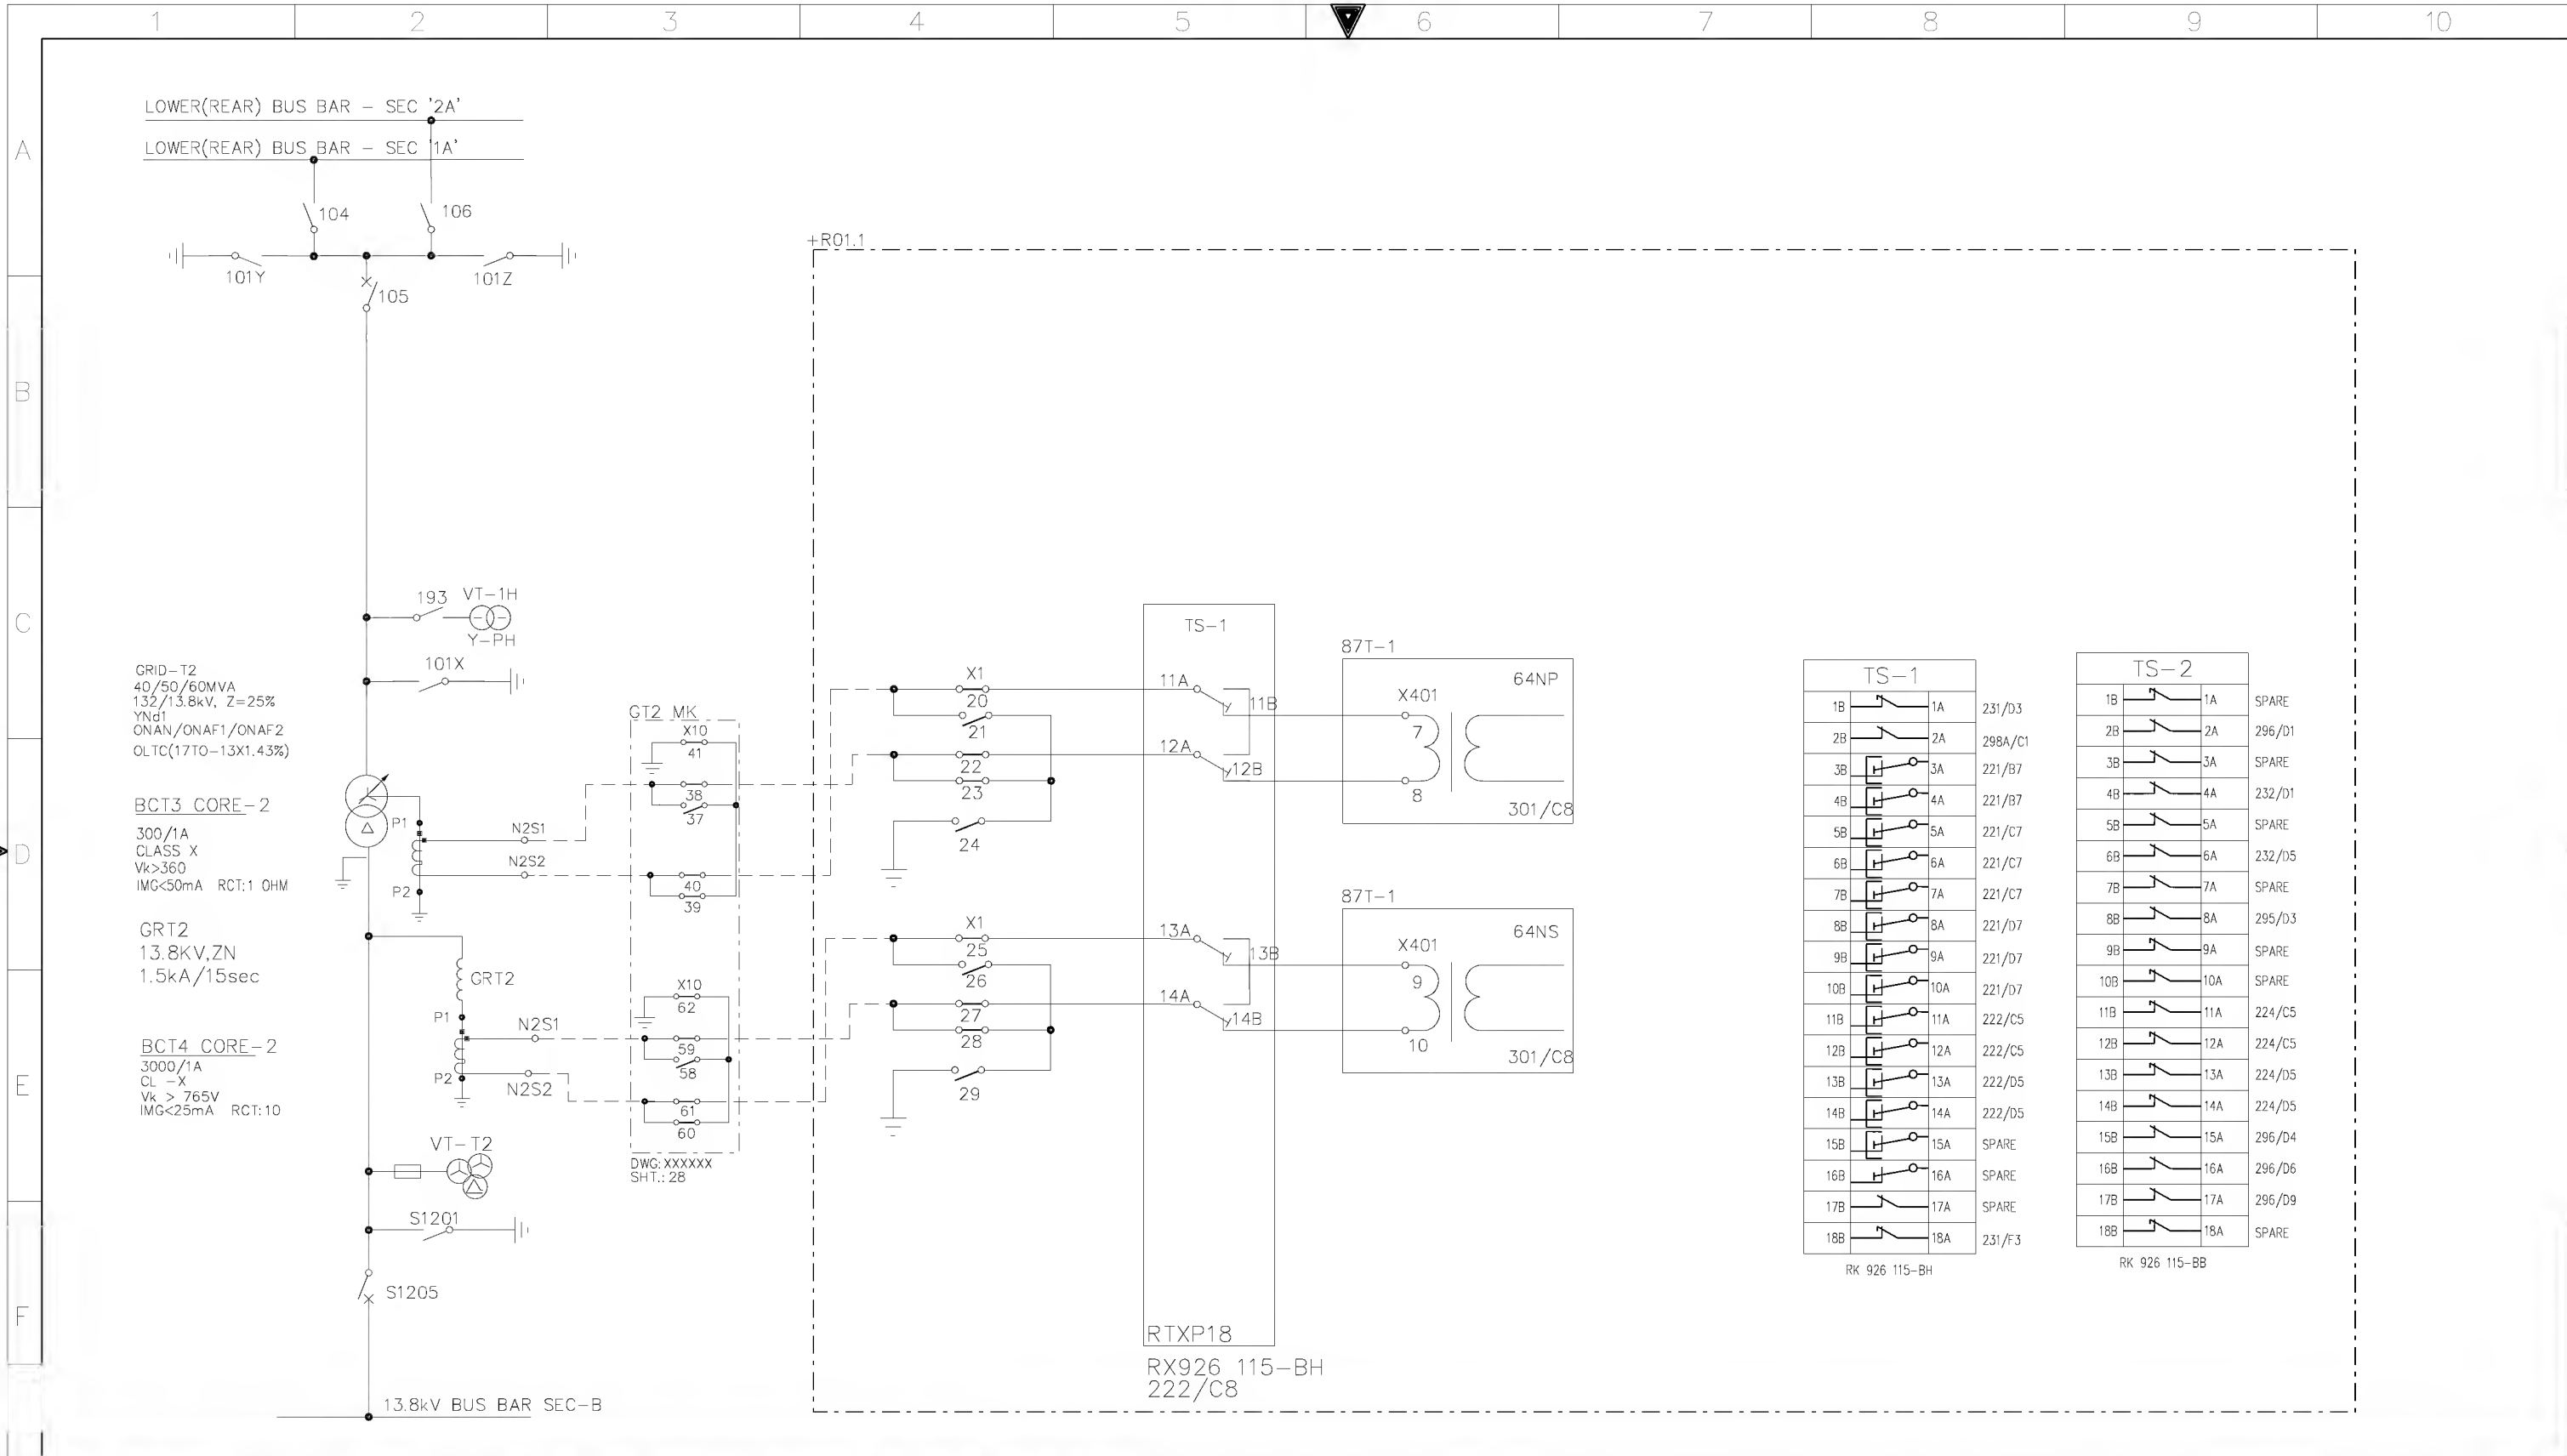 1 2 3 4 5 6 7 8 9 10
A
B
C
D
E
F
LOWER(REAR) BUS BAR – SEC '2A'
LOWER(REAR) BUS BAR – SEC '1A'
104
106
101Y
101Z
105
193 VT–1H
Y–PH
101X
GRID–T2
40/50/60MVA
132/13.8kV, Z=25%
YNd1
ONAN/ONAF1/ONAF2
OLTC(17TO–13X1.43%)
BCT3 CORE–2
300/1A
CLASS X
Vk>360
IMG<50mA RCT:1 OHM
P1
P2
N2S1
N2S2
GRT2
13.8KV,ZN
1.5kA/15sec
GRT2
BCT4 CORE–2
3000/1A
CL –X
Vk > 765V
IMG<25mA RCT:10
P1
P2
N2S1
N2S2
VT–T2
S1201
S1205
13.8kV BUS BAR SEC–B
GT2 MK
X10
41
38
37
40
39
X10
62
59
58
61
60
DWG: XXXXXX
SHT.: 28
+R01.1
X1
20
21
22
23
24
X1
25
26
27
28
29
TS–1
11A
11B
12A
12B
13A
13B
14A
14B
RTXP18
RX926 115–BH
222/C8
87T–1
64NP
X401
7
8
301/C8
87T–1
64NS
X401
9
10
301/C8
TS–1
1B 1A 231/D3
2B 2A 298A/C1
3B 3A 221/B7
4B 4A 221/B7
5B 5A 221/C7
6B 6A 221/C7
7B 7A 221/C7
8B 8A 221/D7
9B 9A 221/D7
10B 10A 221/D7
11B 11A 222/C5
12B 12A 222/C5
13B 13A 222/D5
14B 14A 222/D5
15B 15A SPARE
16B 16A SPARE
17B 17A SPARE
18B 18A 231/F3
RK 926 115–BH
TS–2
1B 1A SPARE
2B 2A 296/D1
3B 3A SPARE
4B 4A 232/D1
5B 5A SPARE
6B 6A 232/D5
7B 7A SPARE
8B 8A 295/D3
9B 9A SPARE
10B 10A SPARE
11B 11A 224/C5
12B 12A 224/C5
13B 13A 224/D5
14B 14A 224/D5
15B 15A 296/D4
16B 16A 296/D6
17B 17A 296/D9
18B 18A SPARE
RK 926 115–BB